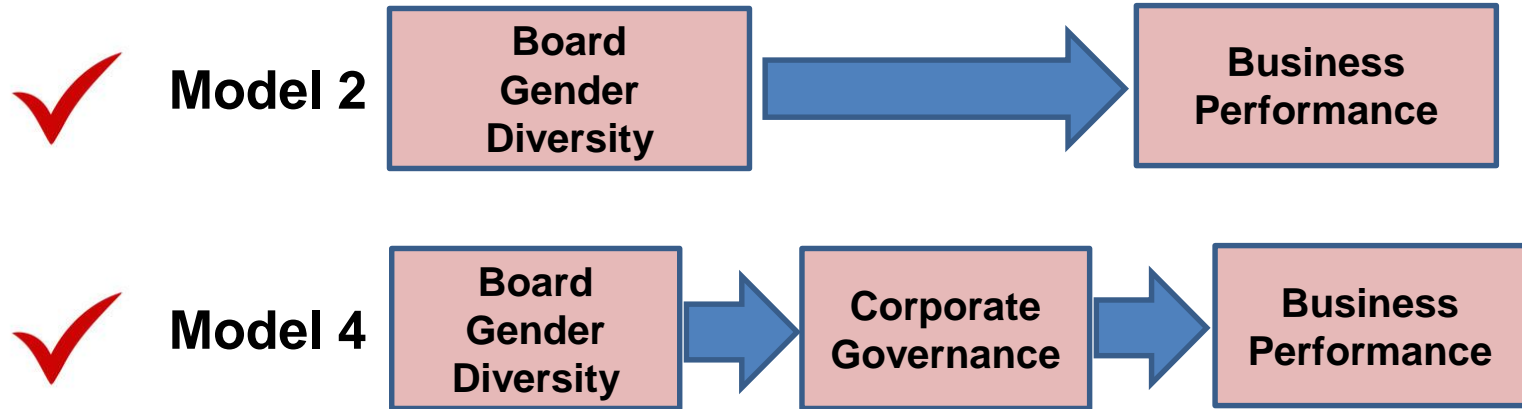 Model 2
Board
Gender
Diversity
Business
Performance
Model 4
Board
Gender
Diversity
Corporate
Governance
Business
Performance